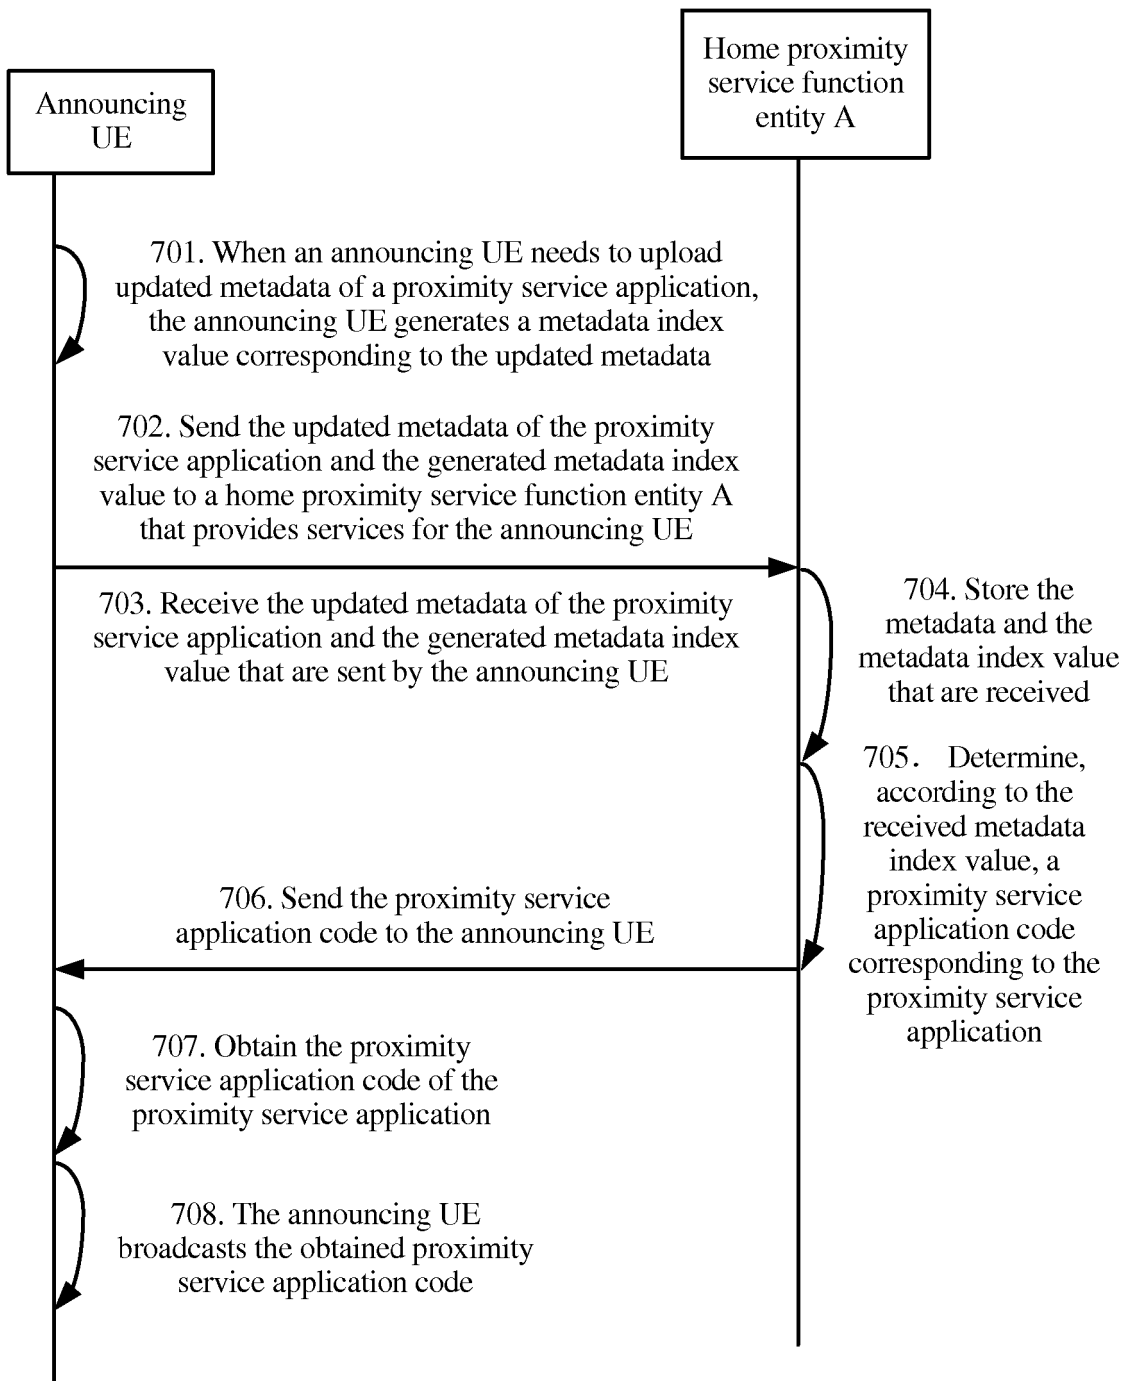 Announcing
UE
Home proximity
service function
entity A
701. When an announcing UE needs to upload
updated metadata of a proximity service application,
the announcing UE generates a metadata index
value corresponding to the updated metadata
702. Send the updated metadata of the proximity
service application and the generated metadata index
value to a home proximity service function entity A
that provides services for the announcing UE
703. Receive the updated metadata of the proximity
service application and the generated metadata index
value that are sent by the announcing UE
704. Store the
metadata and the
metadata index value
that are received
705. Determine,
according to the
received metadata
index value, a
proximity service
application code
corresponding to the
proximity service
application
706. Send the proximity service
application code to the announcing UE
707. Obtain the proximity
service application code of the
proximity service application
708. The announcing UE
broadcasts the obtained proximity
service application code